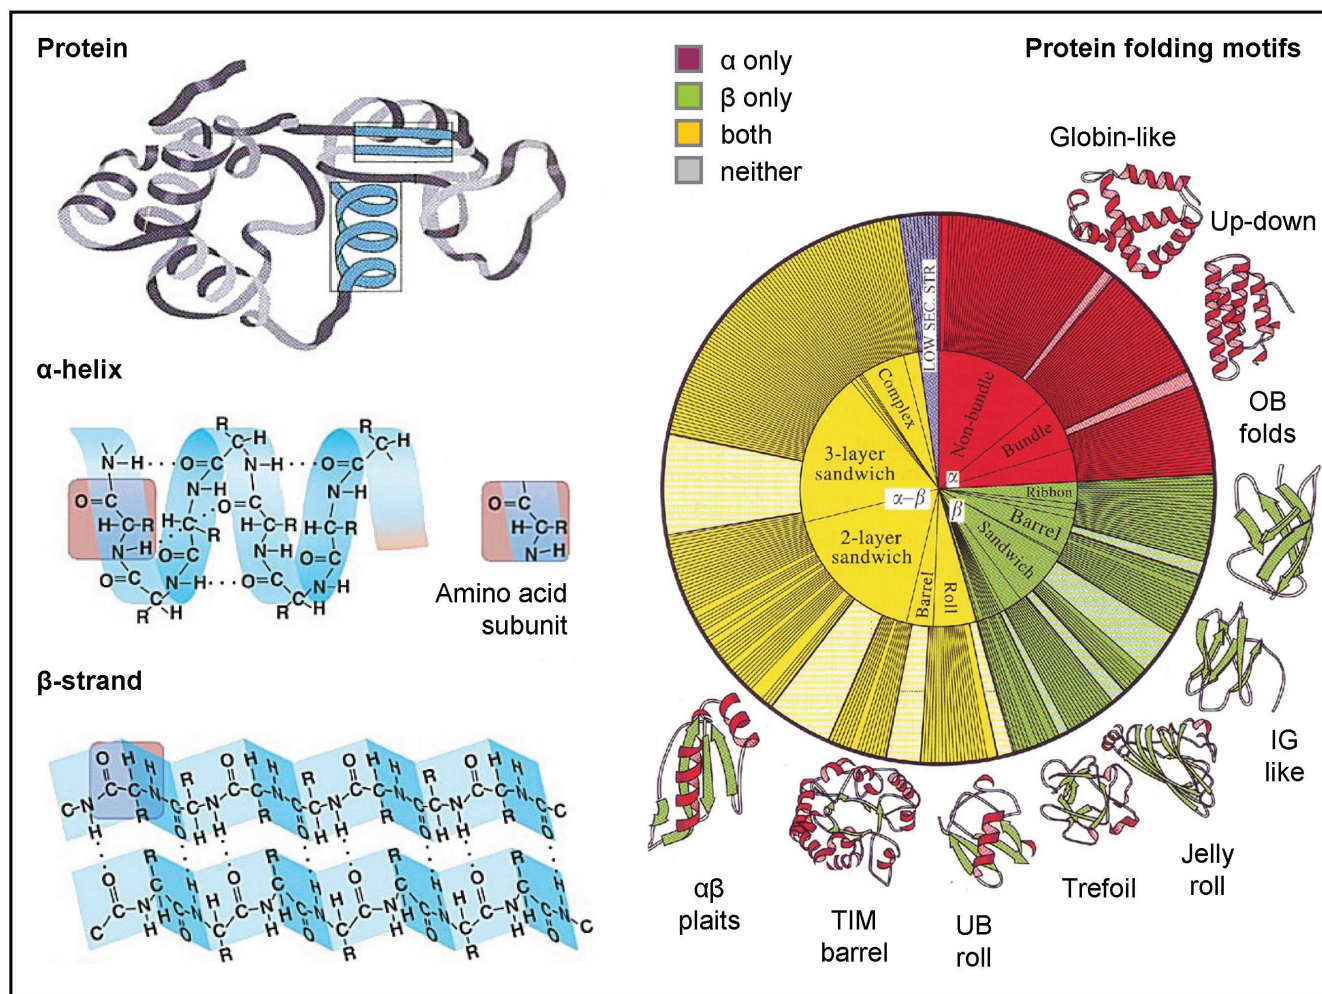 Protein
Protein folding motifs
α only
β only
both
neither
Globin-like
Up-down
OB
folds
IG
like
Jelly
roll
Trefoil
UB
roll
TIM
barrel
αβ
plaits
LOW SEC. STR
Non-bundle
Bundle
α
Ribbon
Barrel
Sandwich
β
Roll
Barrel
2-layer
sandwich
α–β
3-layer
sandwich
Complex
α-helix
Amino acid
subunit
β-strand